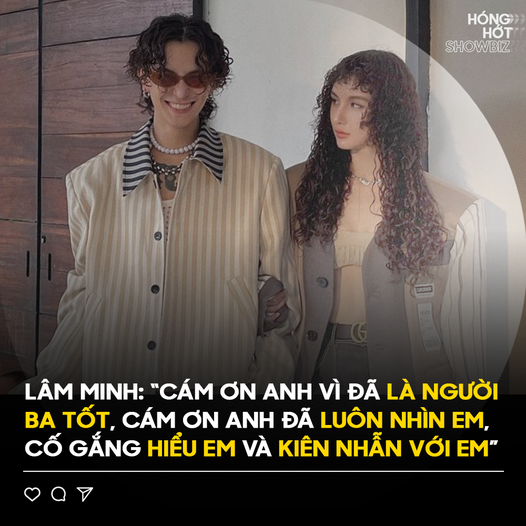 HÓNG
HỚT
SHOWBIZ
LÂM MINH: “CÁM ƠN ANH VÌ ĐÃ LÀ NGƯỜI
BA TỐT, CÁM ƠN ANH ĐÃ LUÔN NHÌN EM,
CỐ GẮNG HIỂU EM VÀ KIÊN NHẪN VỚI EM”